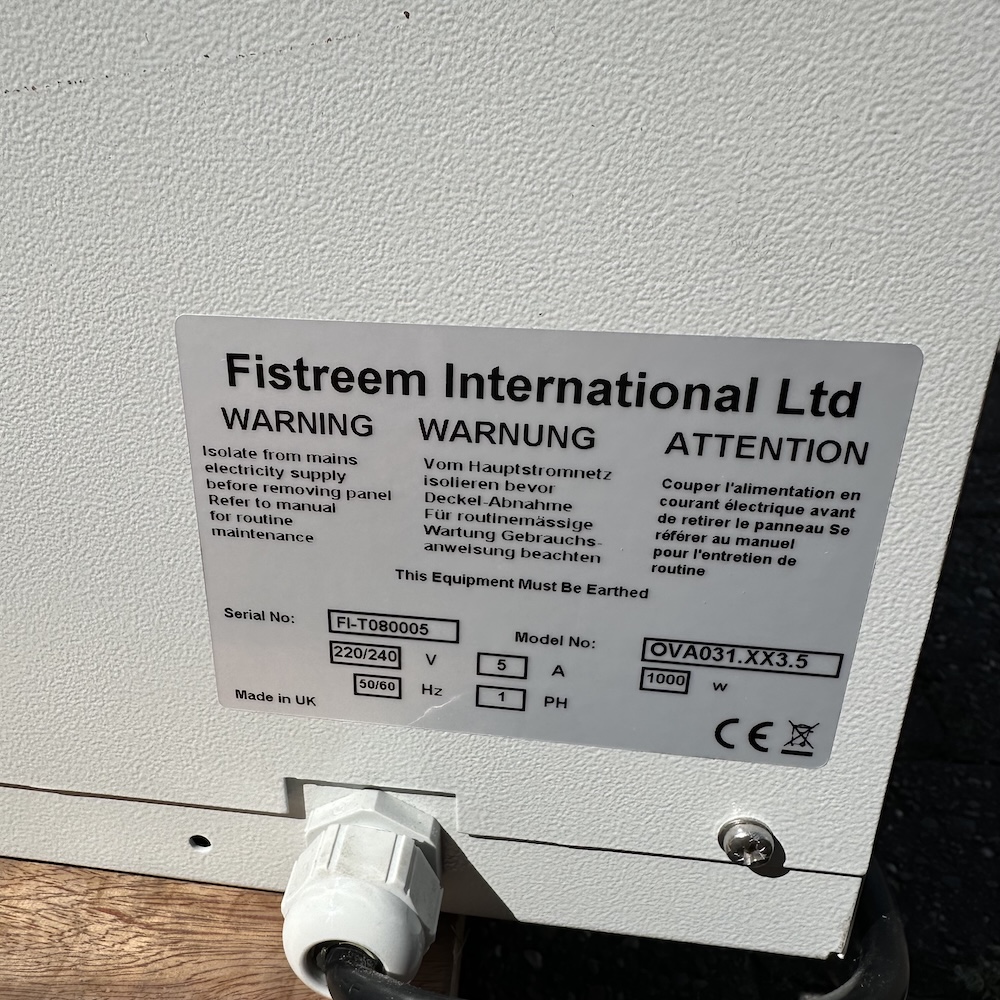 Fistreem International Ltd
WARNING
Isolate from mains
electricity supply
before removing panel
Refer to manual
for routine
maintenance
WARNUNG
Vom Hauptstromnetz
isolieren bevor
Deckel-Abnahme
Für routinemässige
Wartung Gebrauchs-
anweisung beachten
ATTENTION
Couper l'alimentation en
courant électrique avant
de retirer le panneau Se
référer au manuel
pour l'entretien de
routine
This Equipment Must Be Earthed
Serial No: FI-T080005 Model No: OVA031.XX3.5
220/240 V 5 A 1000 w
50/60 Hz 1 PH
Made in UK
CE